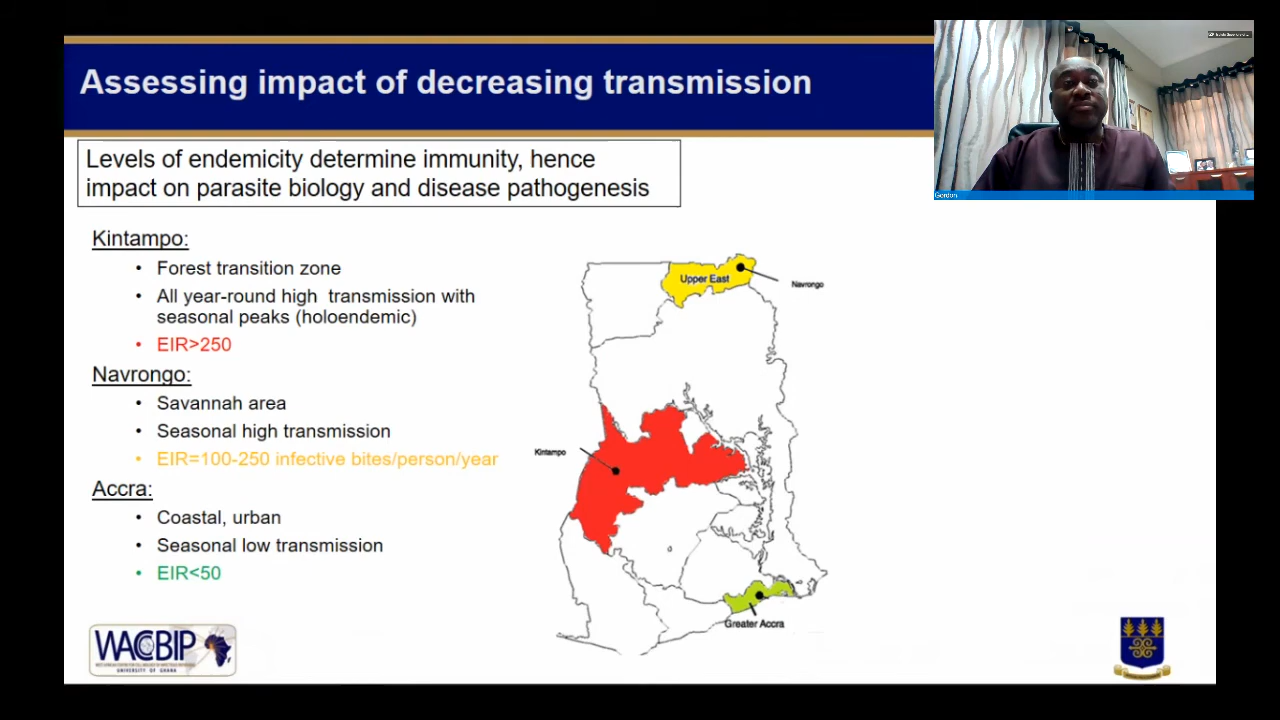 Assessing impact of decreasing transmission
Levels of endemicity determine immunity, hence
impact on parasite biology and disease pathogenesis
Kintampo:
• Forest transition zone
• All year-round high transmission with
seasonal peaks (holoendemic)
• EIR>250
Navrongo:
• Savannah area
• Seasonal high transmission
• EIR=100-250 infective bites/person/year
Accra:
• Coastal, urban
• Seasonal low transmission
• EIR<50
Upper East
Navrongo
Kintampo
Greater Accra
Gordon
WACCBIP
UNIVERSITY OF GHANA